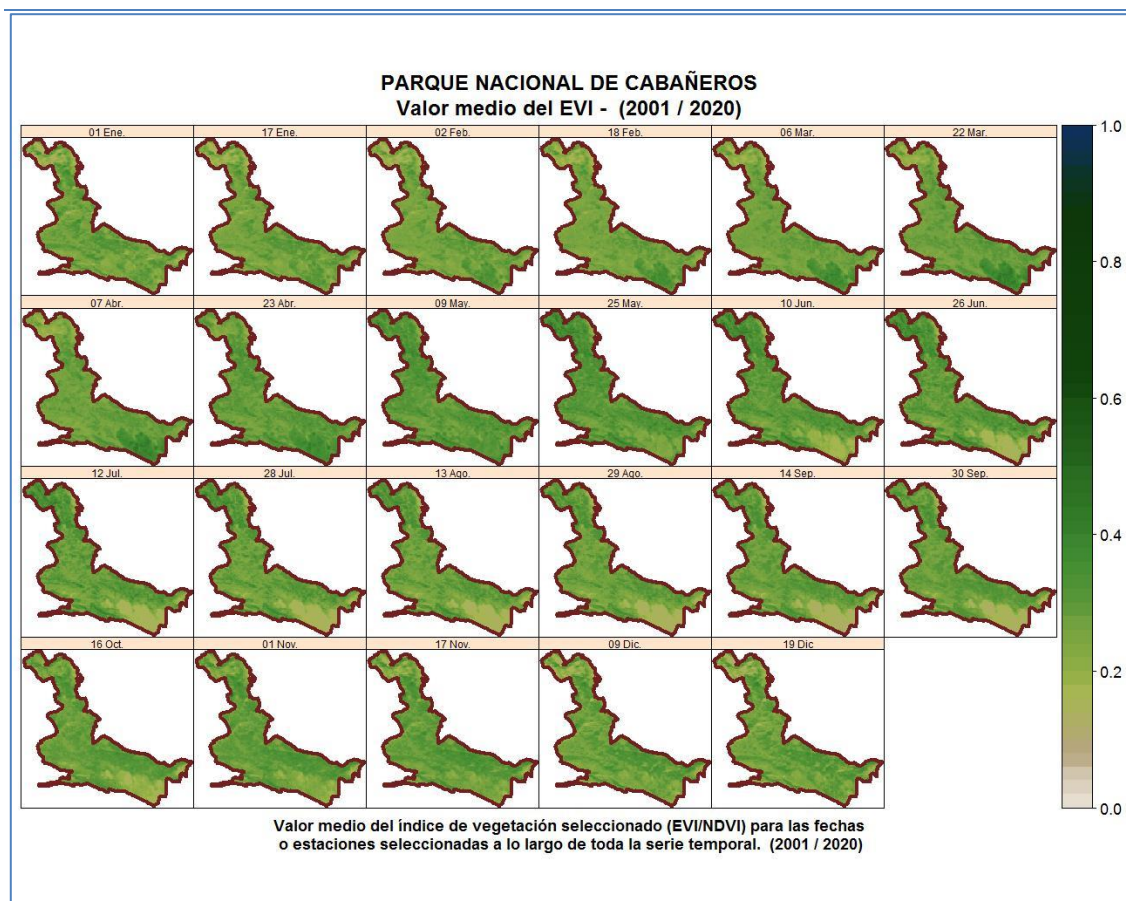 PARQUE NACIONAL DE CABAÑEROS
Valor medio del EVI - (2001 / 2020)
01 Ene.
17 Ene.
02 Feb.
18 Feb.
06 Mar.
22 Mar.
07 Abr.
23 Abr.
09 May.
25 May.
10 Jun.
26 Jun.
12 Jul.
28 Jul.
13 Ago.
29 Ago.
14 Sep.
30 Sep.
16 Oct.
01 Nov.
17 Nov.
09 Dic.
19 Dic
1.0
0.8
0.6
0.4
0.2
0.0
Valor medio del índice de vegetación seleccionado (EVI/NDVI) para las fechas
o estaciones seleccionadas a lo largo de toda la serie temporal. (2001 / 2020)